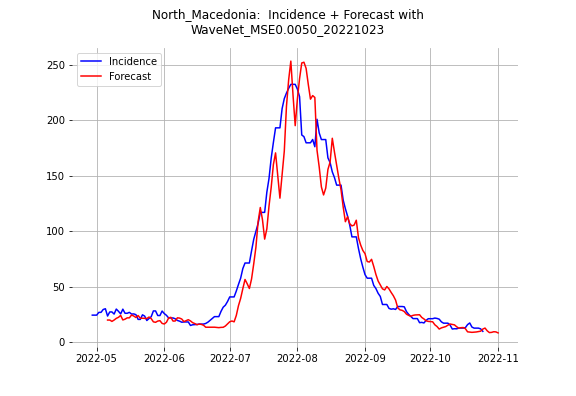 North_Macedonia:  Incidence + Forecast with
WaveNet_MSE0.0050_20221023
Incidence
Forecast
250
200
150
100
50
0
2022-05 2022-06 2022-07 2022-08 2022-09 2022-10 2022-11